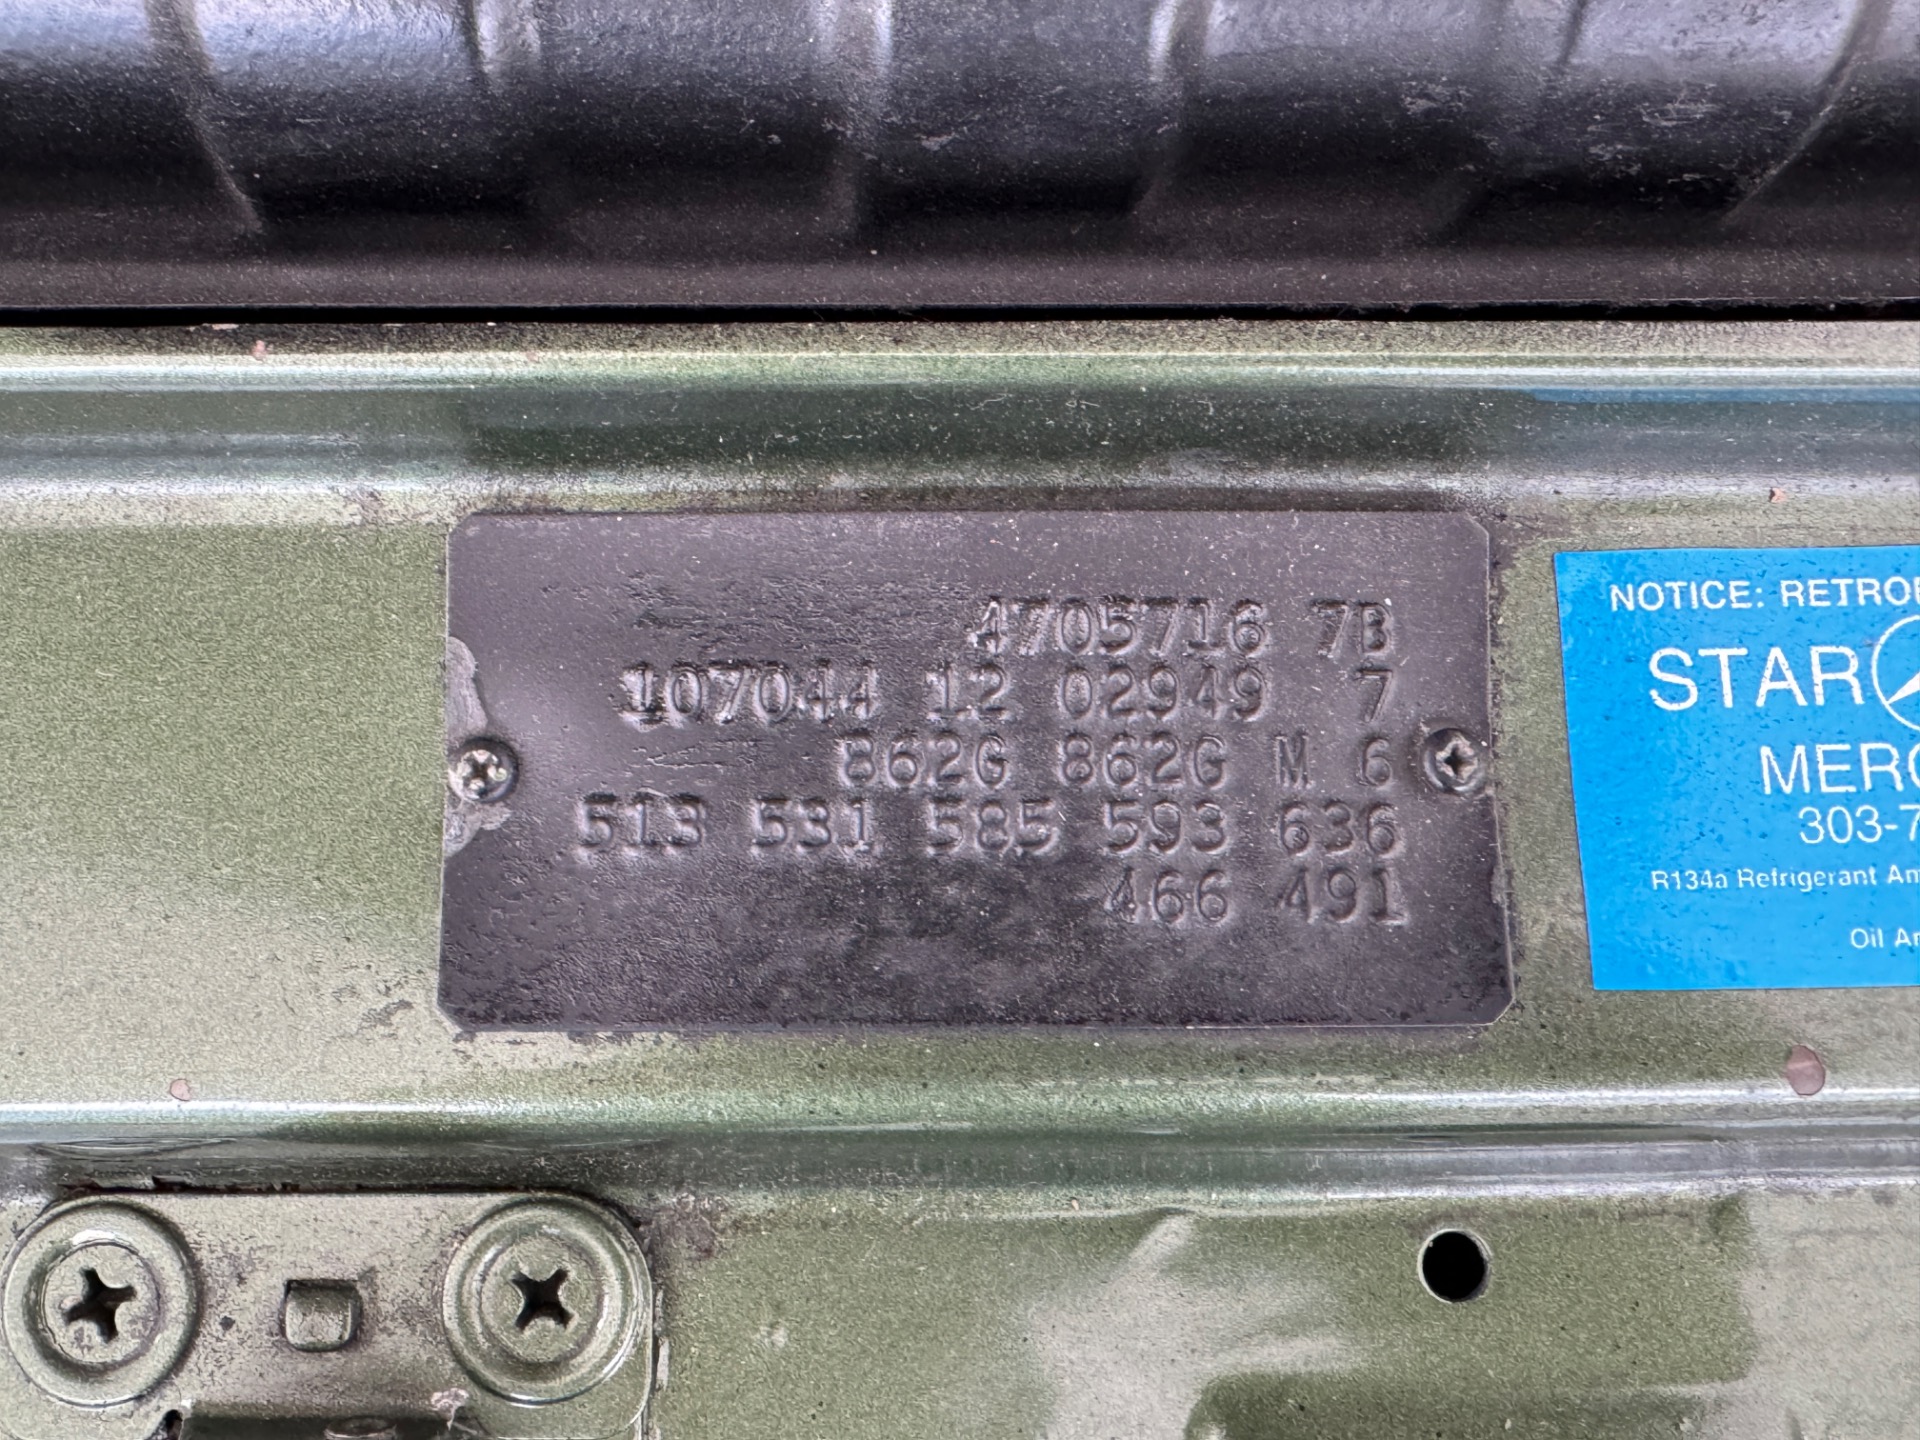 4705716 7B
107044 12 02949 7
862G 862G M 6
513 531 585 593 636
466 491
NOTICE: RETRO
STAR
MERC
303-7
R134a Refrigerant Am
Oil